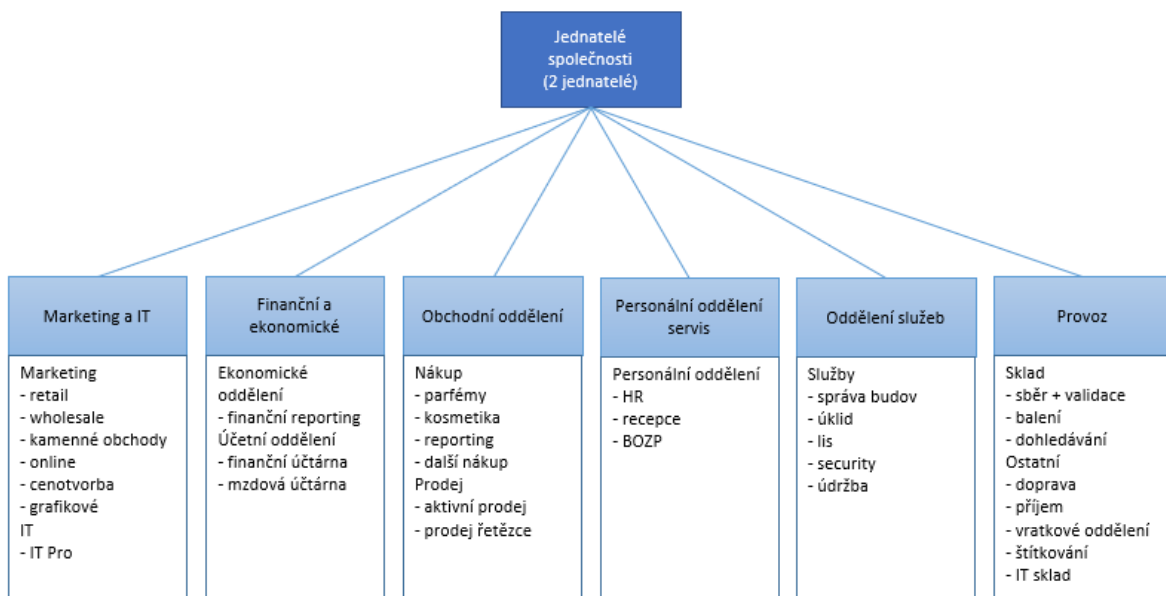 Jednatelé
společnosti
(2 jednatelé)
Marketing a IT
Marketing
- retail
- wholesale
- kamenné obchody
- online
- cenotvorba
- grafikové
IT
- IT Pro
Finanční a
ekonomické
Ekonomické
oddělení
- finanční reporting
Účetní oddělení
- finanční účtárna
- mzdová účtárna
Obchodní oddělení
Nákup
- parfémy
- kosmetika
- reporting
- další nákup
Prodej
- aktivní prodej
- prodej řetězce
Personální oddělení
servis
Personální oddělení
- HR
- recepce
- BOZP
Oddělení služeb
Služby
- správa budov
- úklid
- lis
- security
- údržba
Provoz
Sklad
- sběr + validace
- balení
- dohledávání
Ostatní
- doprava
- příjem
- vratkové oddělení
- štítkování
- IT sklad